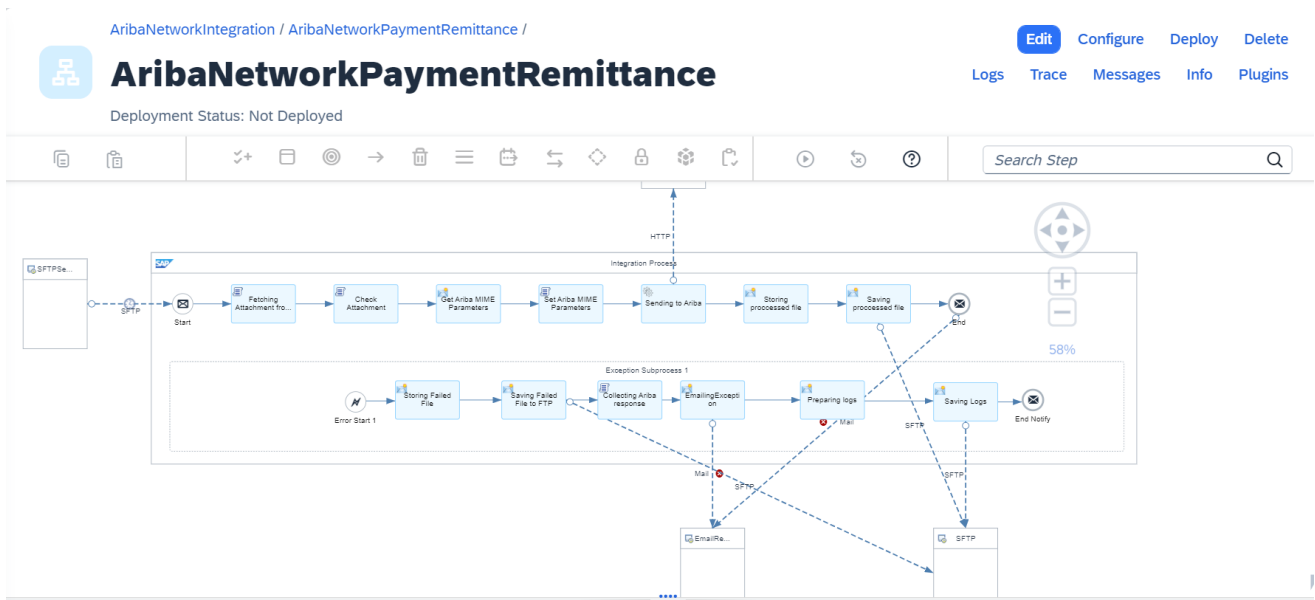 AribaNetworkIntegration / AribaNetworkPaymentRemittance /
AribaNetworkPaymentRemittance
Deployment Status: Not Deployed
Edit Configure Deploy Delete
Logs Trace Messages Info Plugins
Search Step
HTTP
SFTPSe...
SAP
Integration Process
SFTP
Start
Fetching
Attachment fro...
Check
Attachment
Get Ariba MIME
Parameters
Set Ariba MIME
Parameters
Sending to Ariba
Storing
proccessed file
Saving
proccessed file
End
58%
Exception Subprocess 1
Error Start 1
Storing Failed
File
Saving Failed
File to FTP
Collecting Ariba
response
EmailingExcepti
on
Preparing logs
Saving Logs
End Notify
Mail
SFTP
Mail
SFTP
SFTP
EmailRe...
SFTP